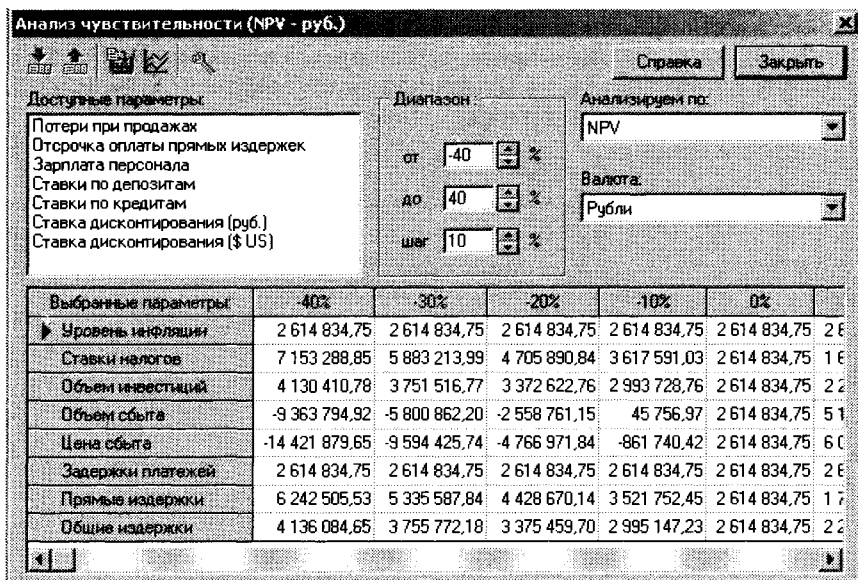 Анализ чувствительности (NPV - руб.)
Справка
Закрыть
Доступные параметры:
Потери при продажах
Отсрочка оплаты прямых издержек
Зарплата персонала
Ставки по депозитам
Ставки по кредитам
Ставка дисконтирования (руб.)
Ставка дисконтирования ($ US)
Диапазон
от -40 %
до 40 %
шаг 10 %
Анализируем по:
NPV
Валюта:
Рубли
Выбранные параметры: -40% -30% -20% -10% 0%
Уровень инфляции 2 614 834,75 2 614 834,75 2 614 834,75 2 614 834,75 2 614 834,75
Ставки налогов 7 153 288,85 5 883 213,99 4 705 890,84 3 617 591,03 2 614 834,75
Объем инвестиций 4 130 410,78 3 751 516,77 3 372 622,76 2 993 728,76 2 614 834,75
Объем сбыта -9 363 794,92 -5 800 862,20 -2 558 761,15 45 756,97 2 614 834,75
Цена сбыта -14 421 879,65 -9 594 425,74 -4 766 971,84 -861 740,42 2 614 834,75
Задержки платежей 2 614 834,75 2 614 834,75 2 614 834,75 2 614 834,75 2 614 834,75
Прямые издержки 6 242 505,53 5 335 587,84 4 428 670,14 3 521 752,45 2 614 834,75
Общие издержки 4 136 084,65 3 755 772,18 3 375 459,70 2 995 147,23 2 614 834,75